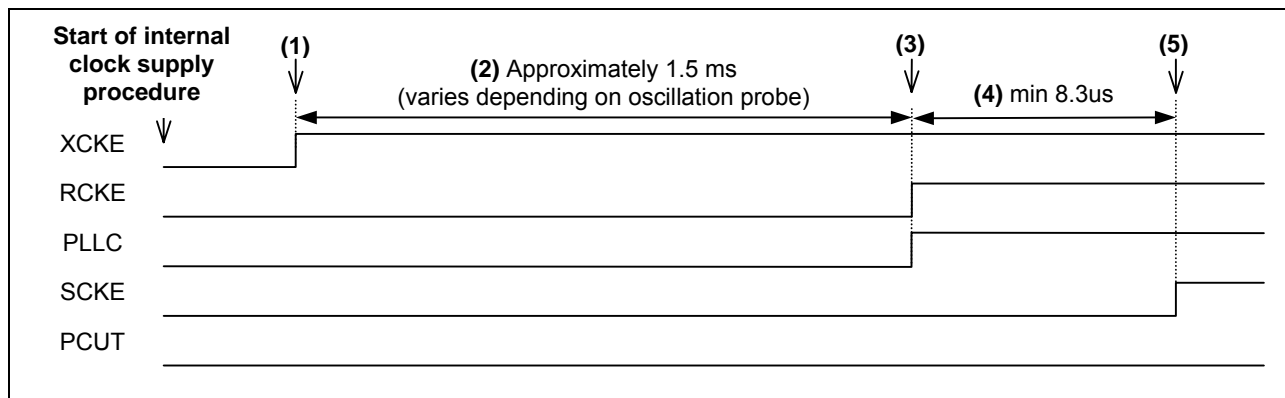 Start of internal
clock supply
procedure
(1)
(2) Approximately 1.5 ms
(varies depending on oscillation probe)
(3)
(4) min 8.3us
(5)
XCKE
RCKE
PLLC
SCKE
PCUT